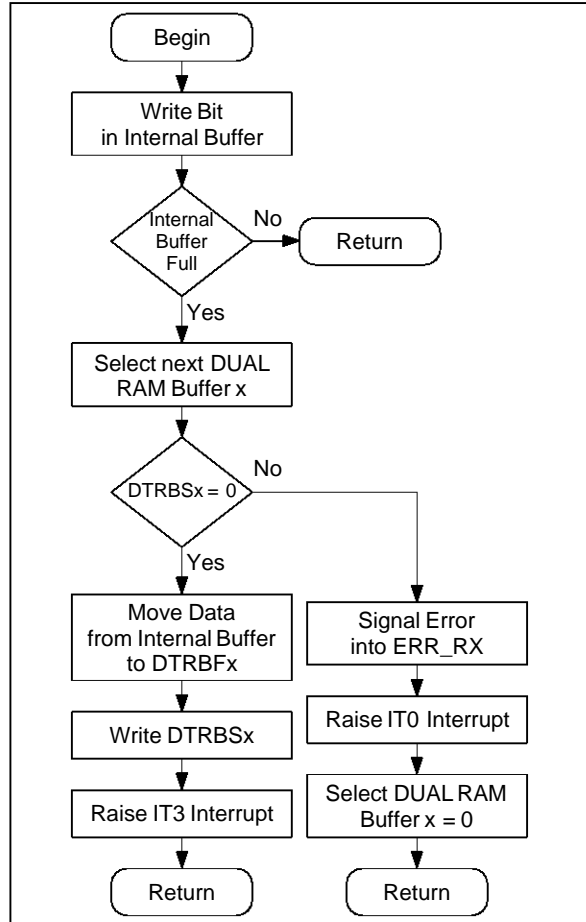 Begin
Write Bit
in Internal Buffer
Internal
Buffer
Full
No
Return
Yes
Select next DUAL
RAM Buffer x
DTRBSx = 0
No
Yes
Move Data
from Internal Buffer
to DTRBFx
Write DTRBSx
Raise IT3 Interrupt
Return
Signal Error
into ERR_RX
Raise IT0 Interrupt
Select DUAL RAM
Buffer x = 0
Return